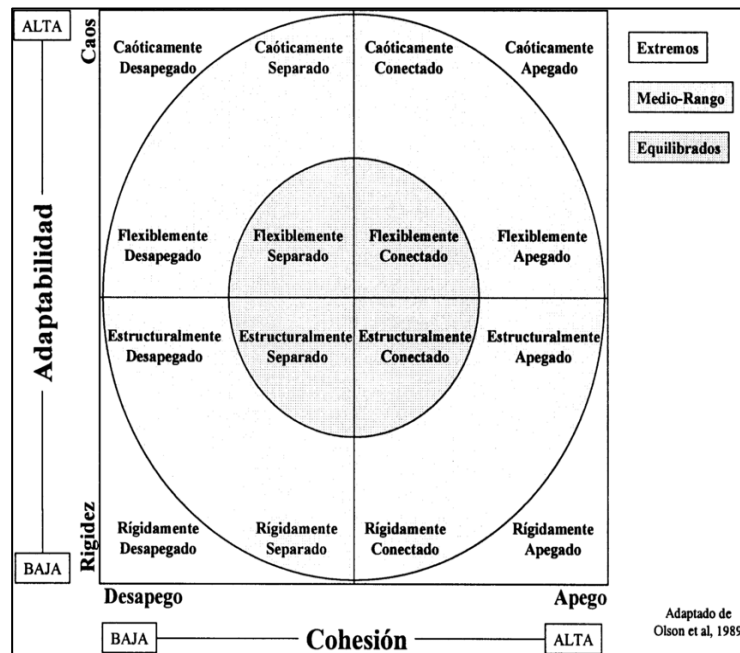 ALTA
Caos
Caóticamente
Desapegado
Caóticamente
Separado
Caóticamente
Conectado
Caóticamente
Apegado
Extremos
Medio-Rango
Equilibrados
Adaptabilidad
Flexiblemente
Desapegado
Flexiblemente
Separado
Flexiblemente
Conectado
Flexiblemente
Apegado
Estructuralmente
Desapegado
Estructuralmente
Separado
Estructuralmente
Conectado
Estructuralmente
Apegado
Rígidamente
Desapegado
Rígidamente
Separado
Rígidamente
Conectado
Rígidamente
Apegado
Rigidez
BAJA
Desapego
Apego
BAJA
Cohesión
ALTA
Adaptado de
Olson et al, 1989